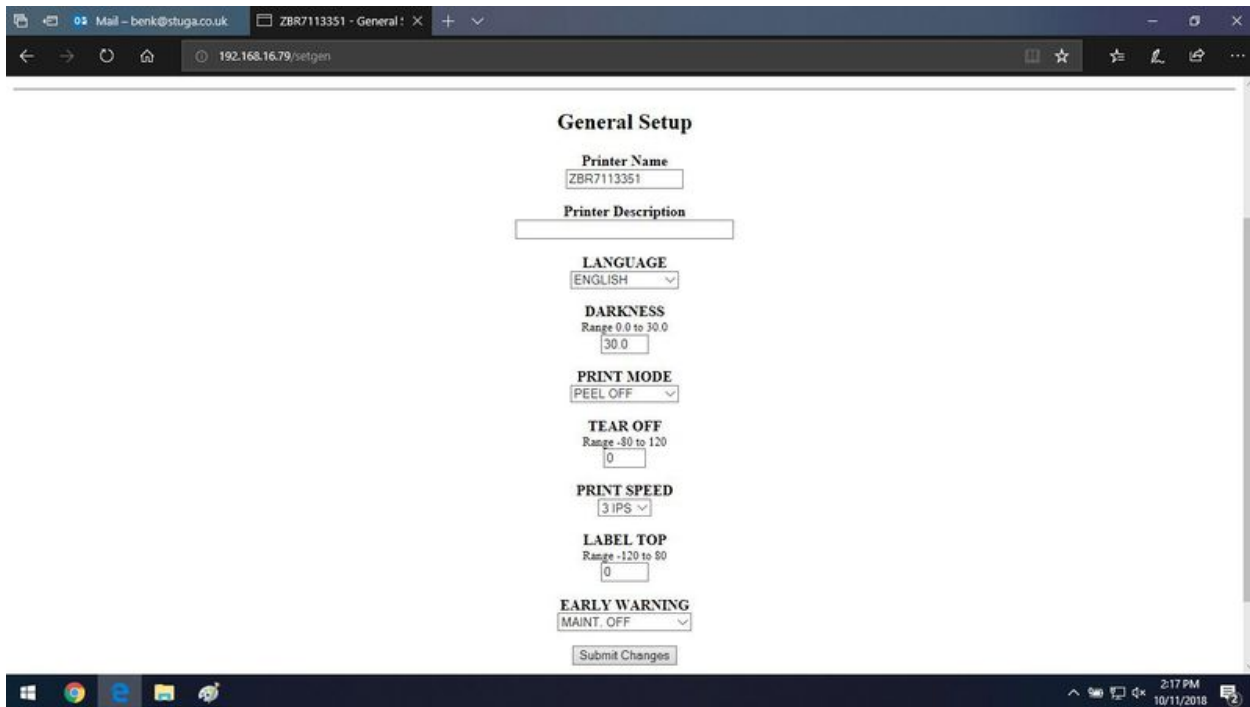 Mail – benk@stuga.co.uk
ZBR7113351 - General S
192.168.16.79/setgen
General Setup
Printer Name
ZBR7113351
Printer Description
LANGUAGE
ENGLISH
DARKNESS
Range 0.0 to 30.0
30.0
PRINT MODE
PEEL OFF
TEAR OFF
Range -80 to 120
0
PRINT SPEED
3 IPS
LABEL TOP
Range -120 to 80
0
EARLY WARNING
MAINT. OFF
Submit Changes
2:17 PM
10/11/2018
2